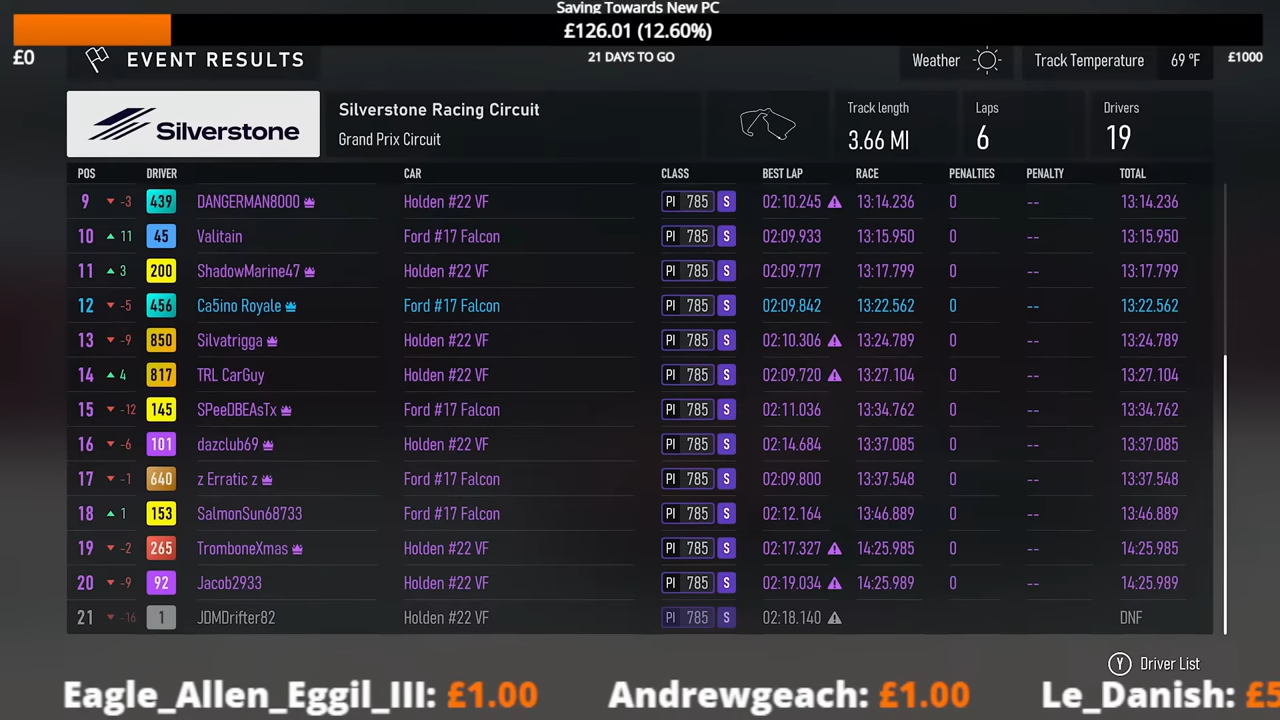 Saving Towards New PC
£126.01 (12.60%)
£0
21 DAYS TO GO
£1000
EVENT RESULTS
Weather
Track Temperature 69 °F
Silverstone
Silverstone Racing Circuit
Grand Prix Circuit
Track length
3.66 MI
Laps
6
Drivers
19
POS DRIVER CAR CLASS BEST LAP RACE PENALTIES PENALTY TOTAL
9 -3 439 DANGERMAN8000 Holden #22 VF PI 785 S 02:10.245 13:14.236 0 -- 13:14.236
10 11 45 Valitain Ford #17 Falcon PI 785 S 02:09.933 13:15.950 0 -- 13:15.950
11 3 200 ShadowMarine47 Holden #22 VF PI 785 S 02:09.777 13:17.799 0 -- 13:17.799
12 -5 456 Ca5ino Royale Ford #17 Falcon PI 785 S 02:09.842 13:22.562 0 -- 13:22.562
13 -9 850 Silvatrigga Holden #22 VF PI 785 S 02:10.306 13:24.789 0 -- 13:24.789
14 4 817 TRL CarGuy Holden #22 VF PI 785 S 02:09.720 13:27.104 0 -- 13:27.104
15 -12 145 SPeeDBEAsTx Ford #17 Falcon PI 785 S 02:11.036 13:34.762 0 -- 13:34.762
16 -6 101 dazclub69 Holden #22 VF PI 785 S 02:14.684 13:37.085 0 -- 13:37.085
17 -1 640 z Erratic z Ford #17 Falcon PI 785 S 02:09.800 13:37.548 0 -- 13:37.548
18 1 153 SalmonSun68733 Ford #17 Falcon PI 785 S 02:12.164 13:46.889 0 -- 13:46.889
19 -2 265 TromboneXmas Holden #22 VF PI 785 S 02:17.327 14:25.985 0 -- 14:25.985
20 -9 92 Jacob2933 Holden #22 VF PI 785 S 02:19.034 14:25.989 0 -- 14:25.989
21 -16 1 JDMDrifter82 Holden #22 VF PI 785 S 02:18.140 DNF
Y Driver List
Eagle_Allen_Eggil_III: £1.00 Andrewgeach: £1.00 Le_Danish: £5